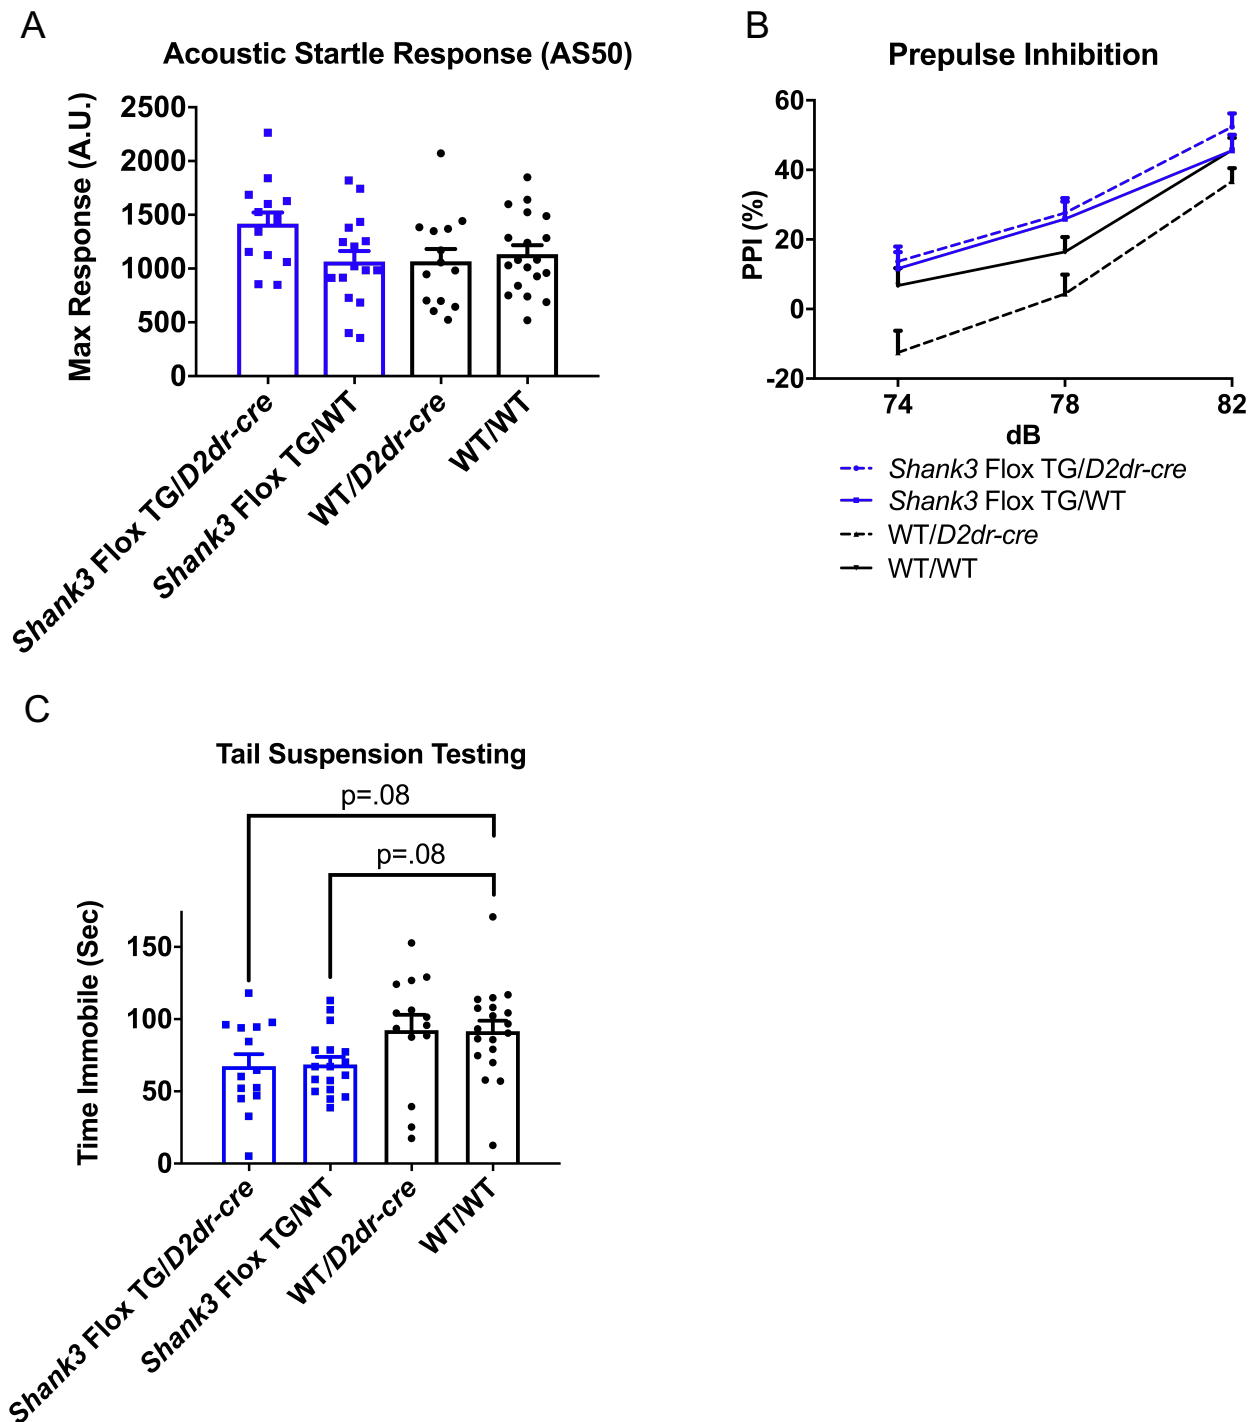 A
Acoustic Startle Response (AS50)
Max Response (A.U.)
2500
2000
1500
1000
500
0
Shank3 Flox TG/D2dr-cre
Shank3 Flox TG/WT
WT/D2dr-cre
WT/WT
B
Prepulse Inhibition
PPI (%)
60
40
20
0
-20
74 78 82
dB
Shank3 Flox TG/D2dr-cre
Shank3 Flox TG/WT
WT/D2dr-cre
WT/WT
C
Tail Suspension Testing
p=.08
p=.08
Time Immobile (Sec)
150
100
50
0
Shank3 Flox TG/D2dr-cre
Shank3 Flox TG/WT
WT/D2dr-cre
WT/WT